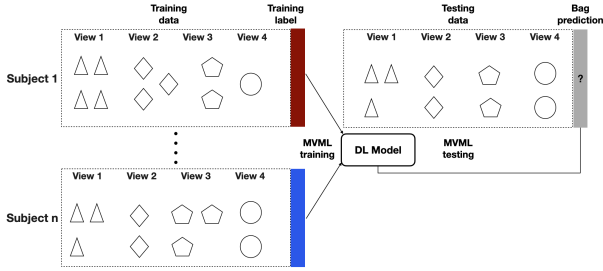 Training data
Training label
Testing data
Bag prediction
View 1 View 2 View 3 View 4
View 1 View 2 View 3 View 4
Subject 1
?
MVML training
DL Model
MVML testing
View 1 View 2 View 3 View 4
Subject n